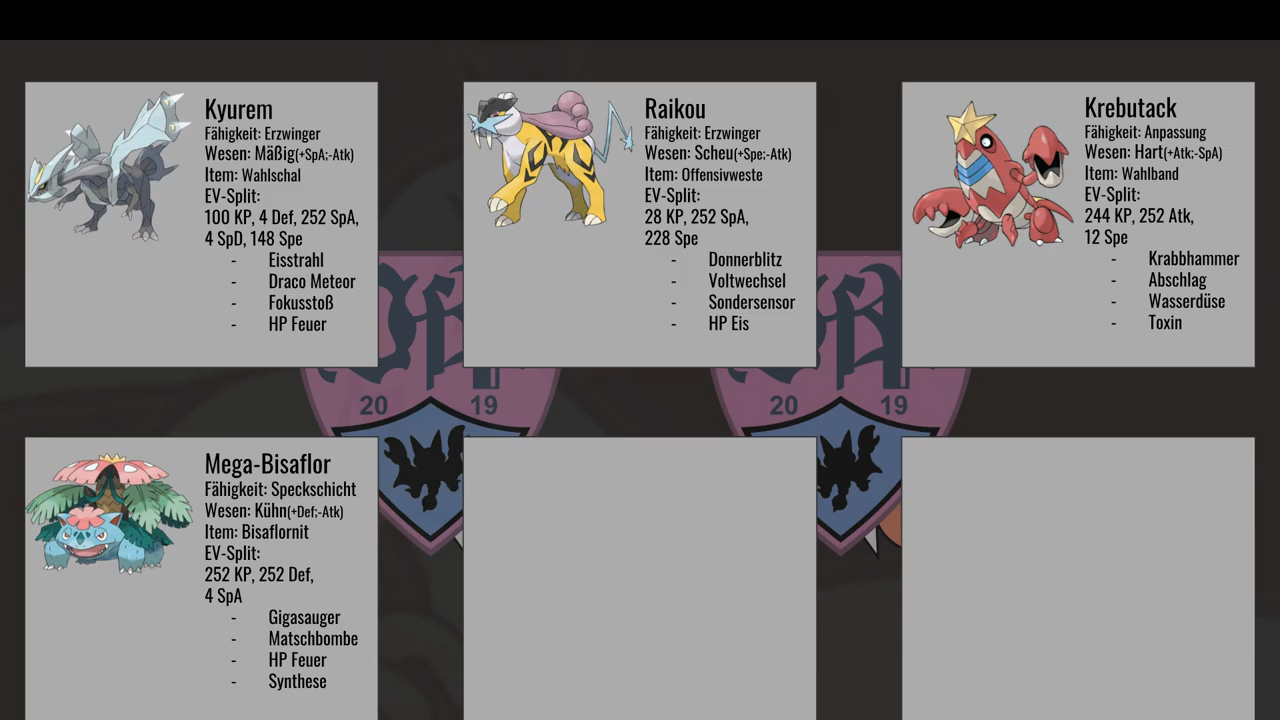 Kyurem
Fähigkeit: Erzwinger
Wesen: Mäßig(+SpA;-Atk)
Item: Wahlschal
EV-Split:
100 KP, 4 Def, 252 SpA,
4 SpD, 148 Spe
- Eisstrahl
- Draco Meteor
- Fokusstoß
- HP Feuer
Raikou
Fähigkeit: Erzwinger
Wesen: Scheu(+Spe;-Atk)
Item: Offensivweste
EV-Split:
28 KP, 252 SpA,
228 Spe
- Donnerblitz
- Voltwechsel
- Sondersensor
- HP Eis
Krebutack
Fähigkeit: Anpassung
Wesen: Hart(+Atk;-SpA)
Item: Wahlband
EV-Split:
244 KP, 252 Atk,
12 Spe
- Krabbhammer
- Abschlag
- Wasserdüse
- Toxin
20 19
20 19
Mega-Bisaflor
Fähigkeit: Speckschicht
Wesen: Kühn(+Def;-Atk)
Item: Bisaflornit
EV-Split:
252 KP, 252 Def,
4 SpA
- Gigasauger
- Matschbombe
- HP Feuer
- Synthese